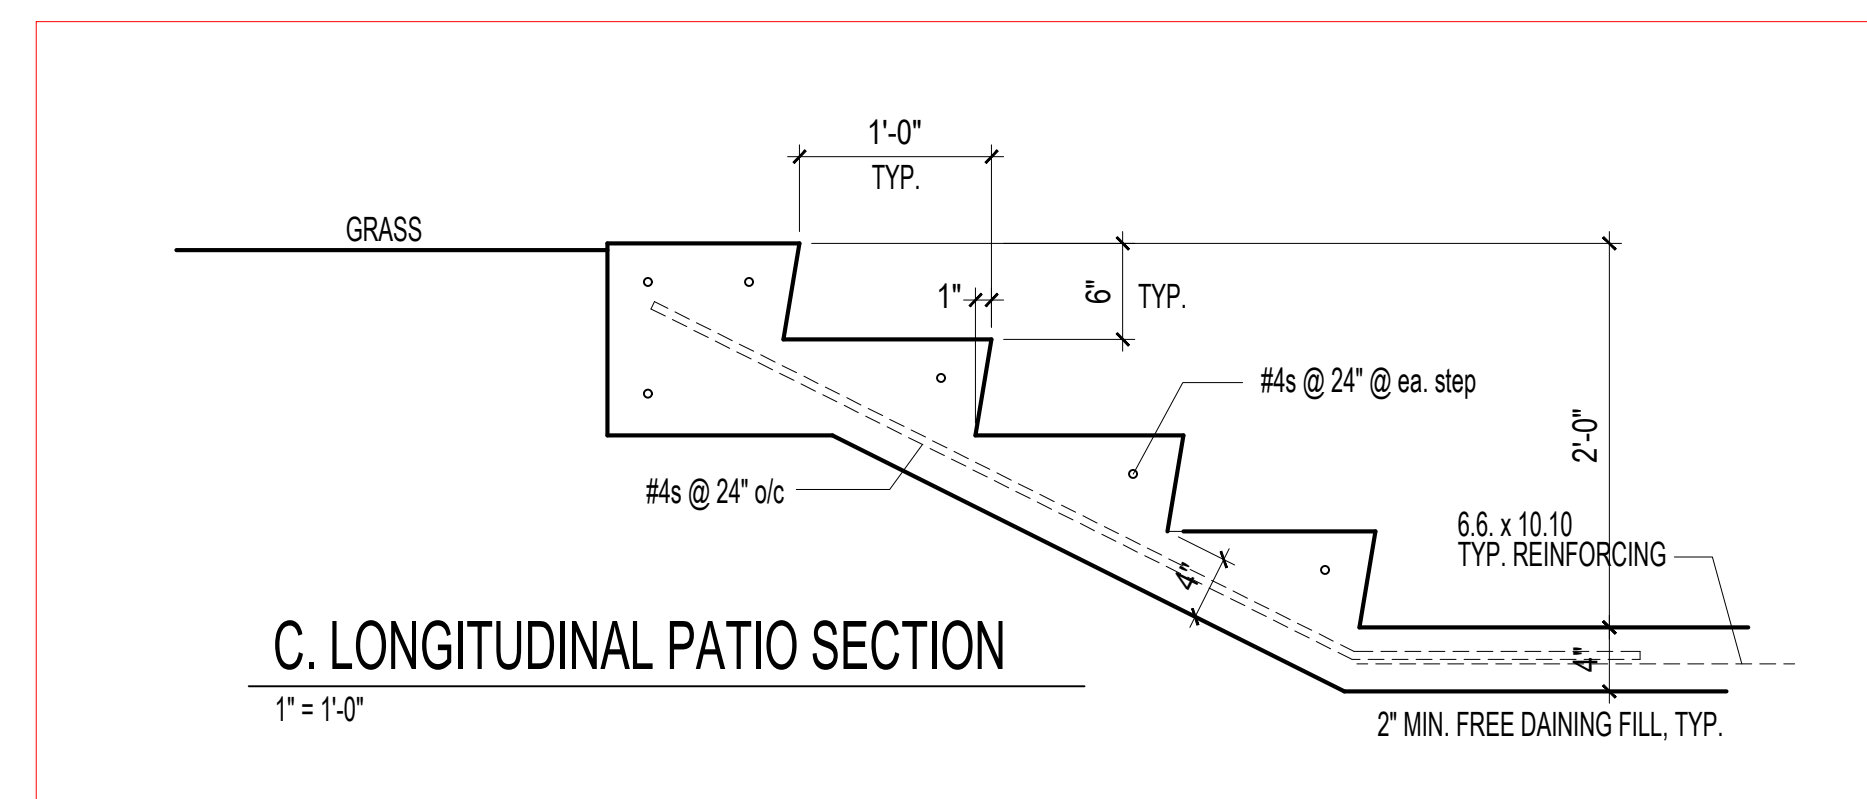 1'-0"
TYP.
GRASS
1"
6"
TYP.
#4s @ 24" @ ea. step
2'-0"
#4s @ 24" o/c
6.6. x 10.10
TYP. REINFORCING
4"
4"
C. LONGITUDINAL PATIO SECTION
1" = 1'-0"
2" MIN. FREE DAINING FILL, TYP.